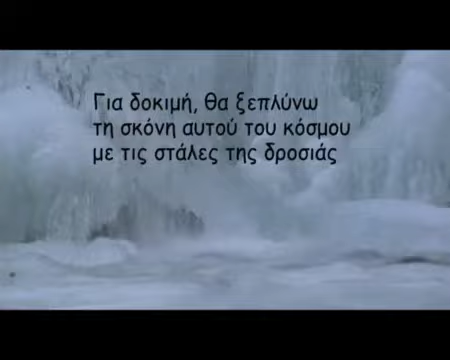 Για δοκιμή, θα ξεπλύνω
τη σκόνη αυτού του κόσμου
με τις στάλες της δροσιάς